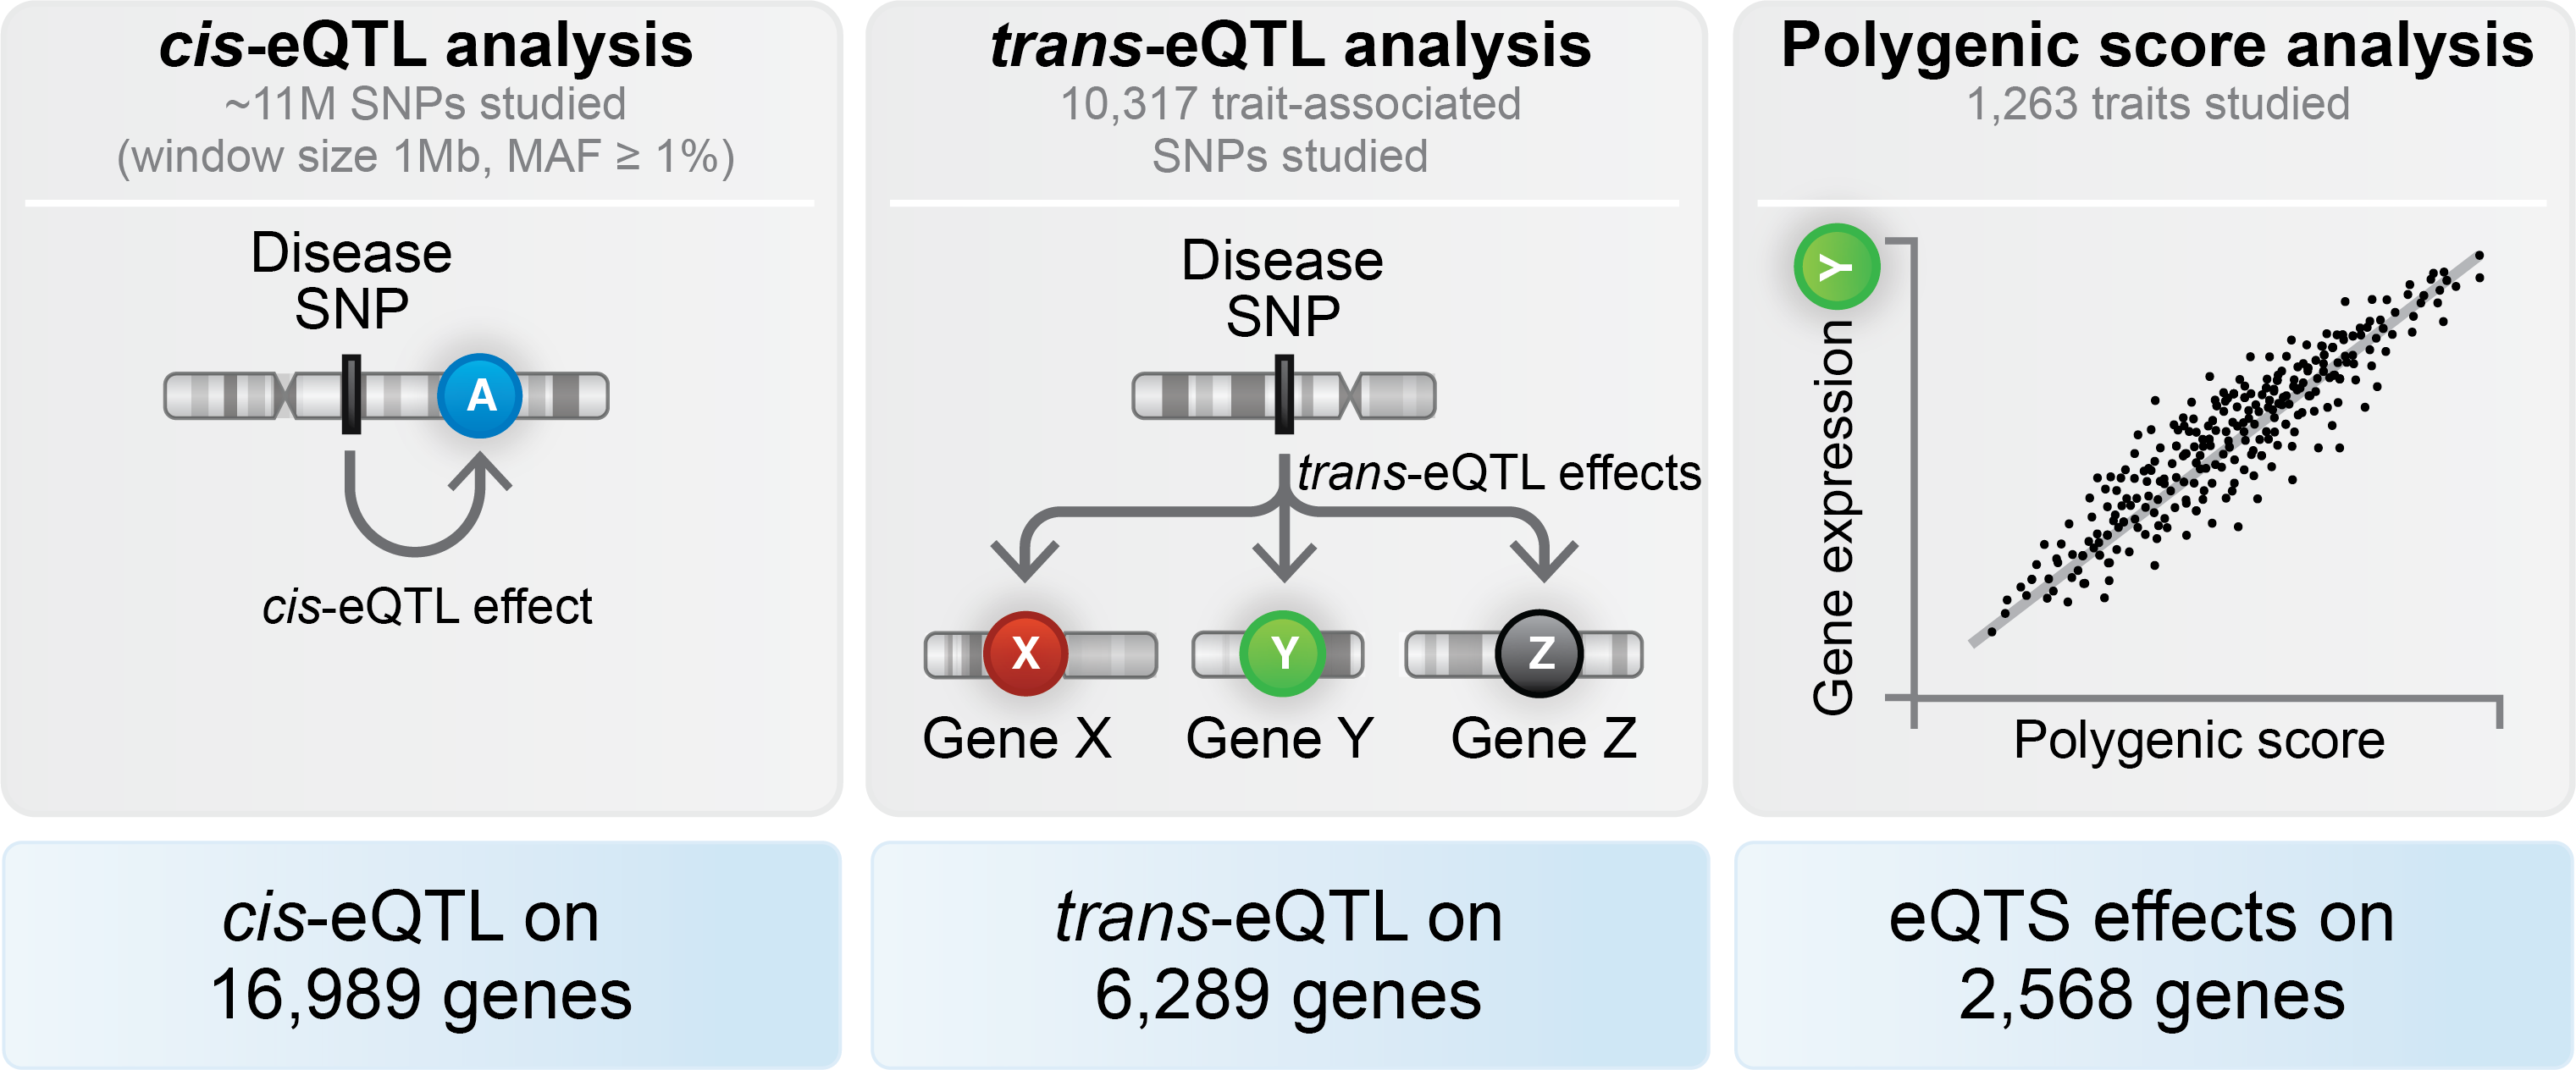 cis-eQTL analysis
~11M SNPs studied
(window size 1Mb, MAF ≥ 1%)
Disease
SNP
A
cis-eQTL effect
trans-eQTL analysis
10,317 trait-associated
SNPs studied
Disease
SNP
trans-eQTL effects
X
Y
Z
Gene X
Gene Y
Gene Z
Polygenic score analysis
1,263 traits studied
Y
Gene expression
Polygenic score
cis-eQTL on
16,989 genes
trans-eQTL on
6,289 genes
eQTS effects on
2,568 genes